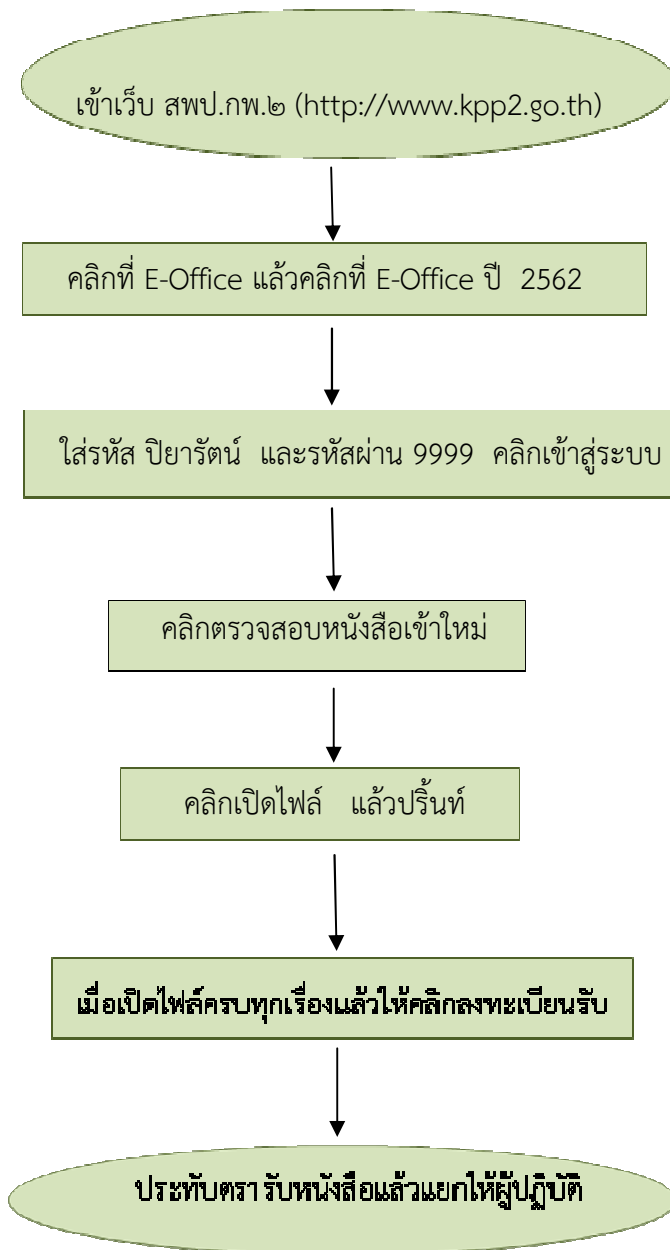 เข้าเว็บ สพป.กพ.๒ (http://www.kpp2.go.th)
คลิกที่ E-Office แล้วคลิกที่ E-Office ปี 2562
ใส่รหัส ปิยารัตน์ และรหัสผ่าน 9999 คลิกเข้าสู่ระบบ
คลิกตรวจสอบหนังสือเข้าใหม่
คลิกเปิดไฟล์ แล้วปริ้นท์
เมื่อเปิดไฟล์ครบทุกเรื่องแล้วให้คลิกลงทะเบียนรับ
ประทับตรา รับหนังสือแล้วแยกให้ผู้ปฏิบัติ